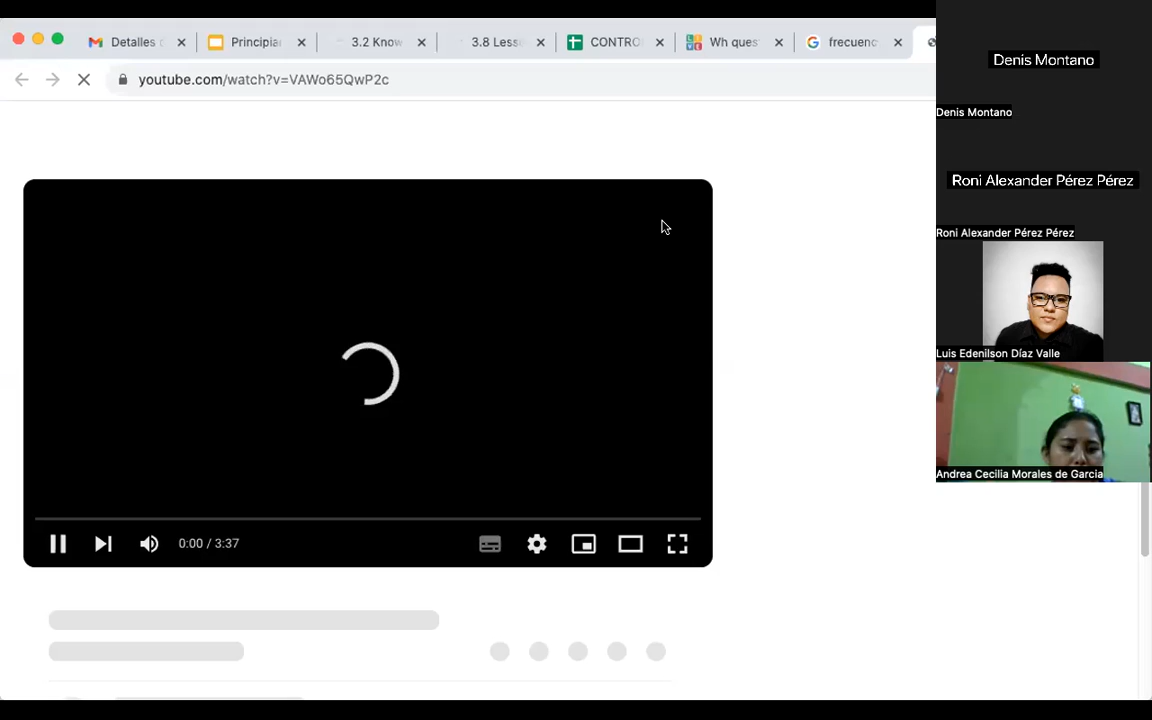 Detalles
Principia
3.2 Know
3.8 Less
CONTRO
Wh ques
frecuenc
youtube.com/watch?v=VAWo65QwP2c
0:00 / 3:37
Denis Montano
Denis Montano
Roni Alexander Pérez Pérez
Roni Alexander Pérez Pérez
Luis Edenilson Díaz Valle
Andrea Cecilia Morales de Garcia